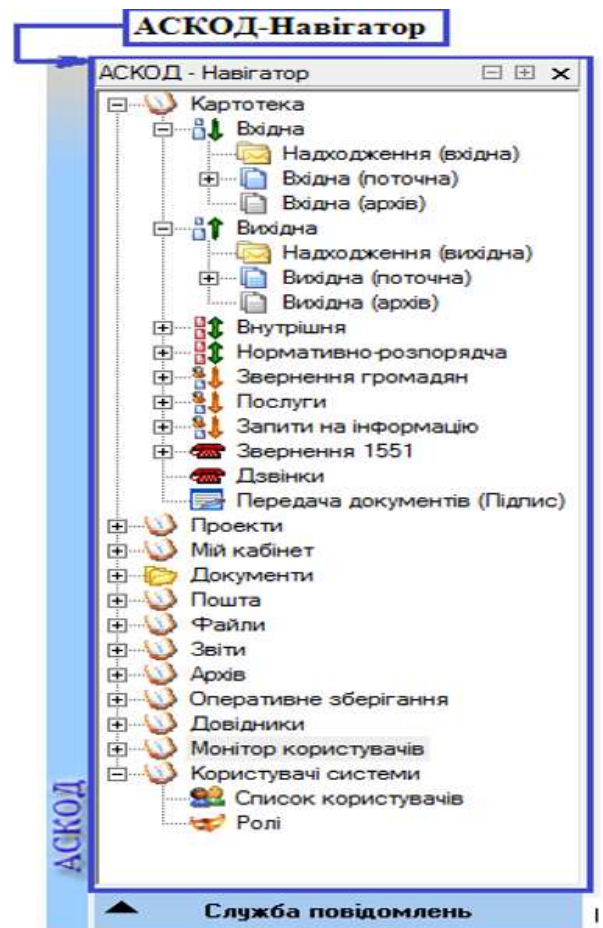 АСКОД-Навігатор
АСКОД - Навігатор
Картотека
Вхідна
Надходження (вхідна)
Вхідна (поточна)
Вхідна (архів)
Вихідна
Надходження (вихідна)
Вихідна (поточна)
Вихідна (архів)
Внутрішня
Нормативно-розпорядча
Звернення громадян
Послуги
Запити на інформацію
Звернення 1551
Дзвінки
Передача документів (Підпис)
Проекти
Мій кабінет
Документи
Пошта
Файли
Звіти
Архів
Оперативне зберігання
Довідники
Монітор користувачів
Користувачі системи
Список користувачів
Ролі
АСКОД
Служба повідомлень